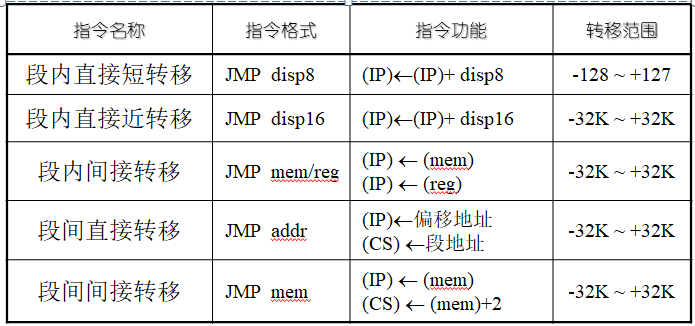 指令名称 指令格式 指令功能 转移范围
段内直接短转移 JMP disp8 (IP)←(IP)+ disp8 -128 ~ +127
段内直接近转移 JMP disp16 (IP)←(IP)+ disp16 -32K ~ +32K
段内间接转移 JMP mem/reg (IP) ← (mem) -32K ~ +32K
(IP) ← (reg)
段间直接转移 JMP addr (IP)←偏移地址 -32K ~ +32K
(CS) ←段地址
段间间接转移 JMP mem (IP) ← (mem) -32K ~ +32K
(CS) ← (mem)+2